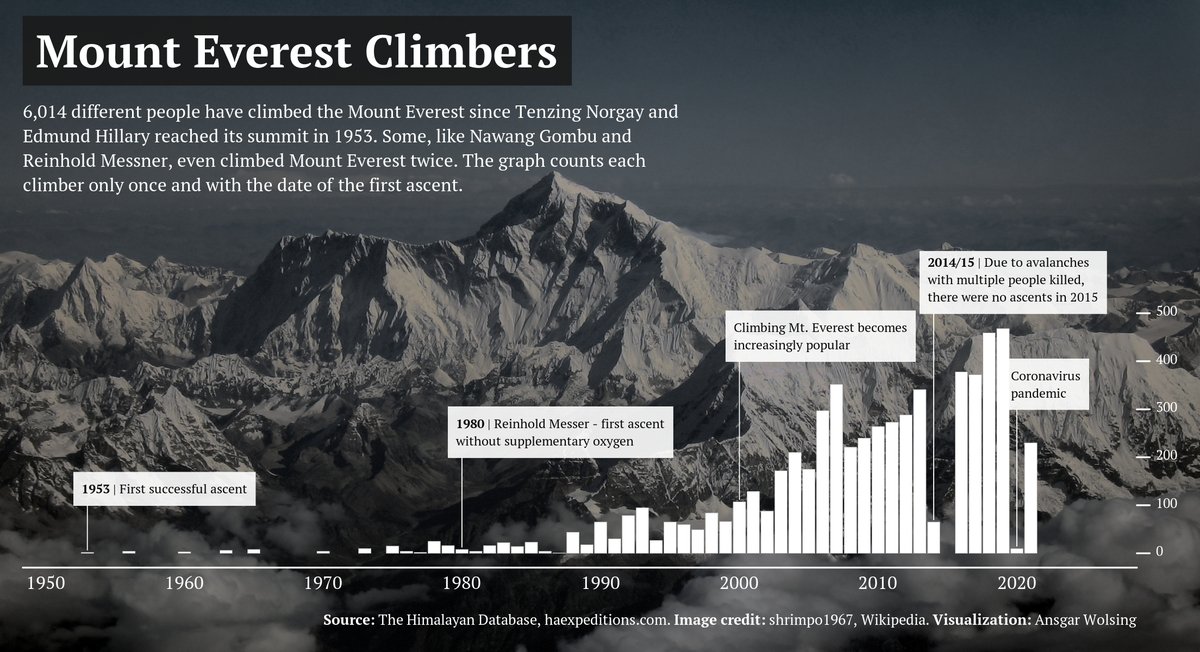 Mount Everest Climbers
6,014 different people have climbed the Mount Everest since Tenzing Norgay and
Edmund Hillary reached its summit in 1953. Some, like Nawang Gombu and
Reinhold Messner, even climbed Mount Everest twice. The graph counts each
climber only once and with the date of the first ascent.
2014/15 | Due to avalanches
with multiple people killed,
there were no ascents in 2015
Climbing Mt. Everest becomes
increasingly popular
Coronavirus
pandemic
1980 | Reinhold Messer - first ascent
without supplementary oxygen
1953 | First successful ascent
500
400
300
200
100
0
1950 1960 1970 1980 1990 2000 2010 2020
Source: The Himalayan Database, haexpeditions.com. Image credit: shrimpo1967, Wikipedia. Visualization: Ansgar Wolsing